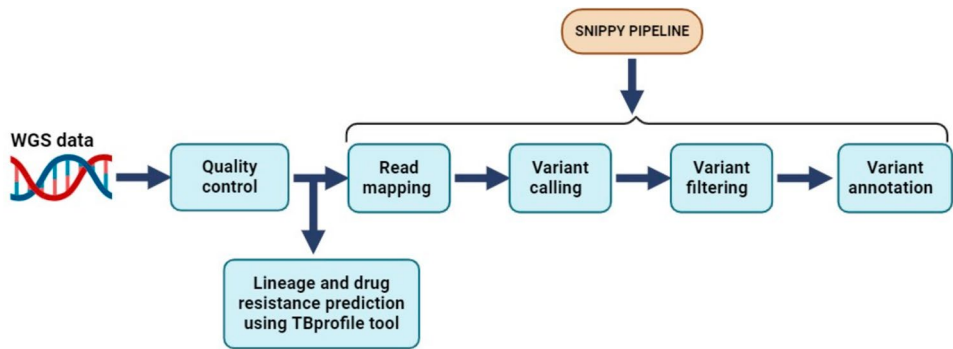 SNIPPY PIPELINE
WGS data
Quality
control
Read
mapping
Variant
calling
Variant
filtering
Variant
annotation
Lineage and drug
resistance prediction
using TBprofile tool